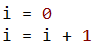 i = 0
i = i + 1